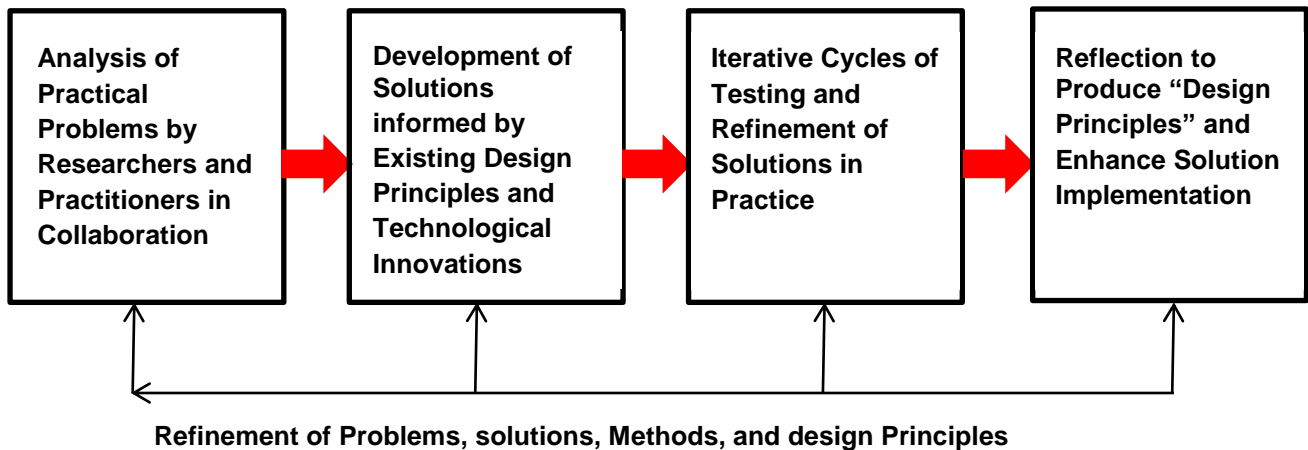 Analysis of
Practical
Problems by
Researchers and
Practitioners in
Collaboration
Development of
Solutions
informed by
Existing Design
Principles and
Technological
Innovations
Iterative Cycles of
Testing and
Refinement of
Solutions in
Practice
Reflection to
Produce “Design
Principles” and
Enhance Solution
Implementation
Refinement of Problems, solutions, Methods, and design Principles